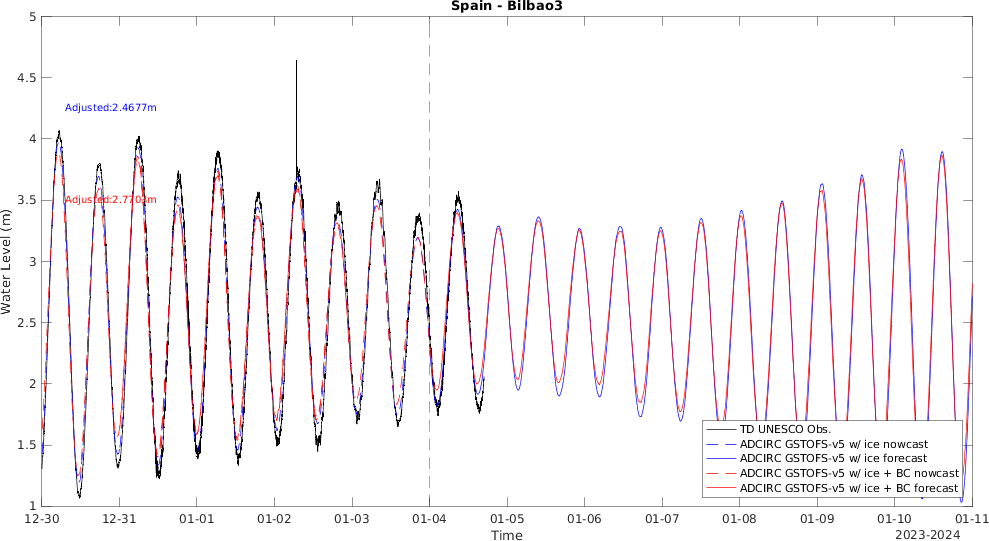 Spain - Bilbao3
5
4.5
4
3.5
3
2.5
2
1.5
1
Water Level (m)
Adjusted:2.4677m
Adjusted:2.7703m
TD UNESCO Obs.
ADCIRC GSTOFS-v5 w/ ice nowcast
ADCIRC GSTOFS-v5 w/ ice forecast
ADCIRC GSTOFS-v5 w/ ice + BC nowcast
ADCIRC GSTOFS-v5 w/ ice + BC forecast
12-30 12-31 01-01 01-02 01-03 01-04 01-05 01-06 01-07 01-08 01-09 01-10 01-11
Time
2023-2024